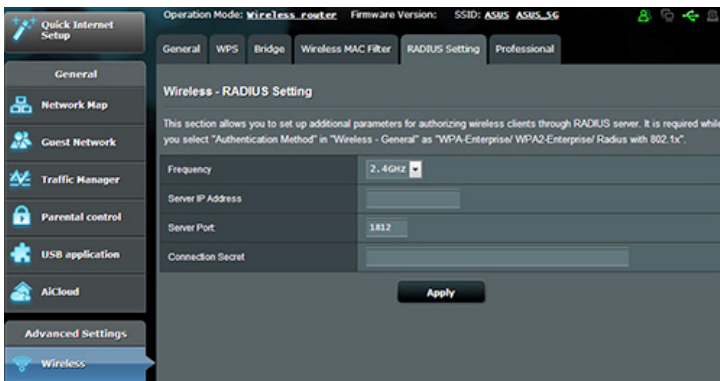 Quick Internet
Setup
Operation Mode: Wireless router Firmware Version: SSID: ASUS ASUS_5G
General WPS Bridge Wireless MAC Filter RADIUS Setting Professional
General
Network Map
Guest Network
Traffic Manager
Parental control
USB application
AiCloud
Advanced Settings
Wireless
Wireless - RADIUS Setting
This section allows you to set up additional parameters for authorizing wireless clients through RADIUS server. It is required while
you select "Authentication Method" in "Wireless - General" as "WPA-Enterprise/ WPA2-Enterprise/ Radius with 802.1x".
Frequency 2.4GHz
Server IP Address
Server Port 1812
Connection Secret
Apply